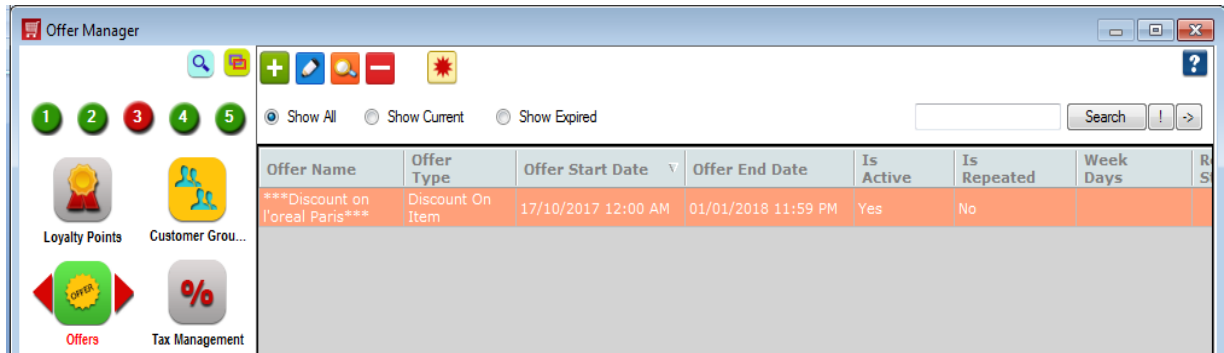 Offer Manager
?
1 2 3 4 5
Show All Show Current Show Expired Search ! ->
Offer Name Offer Type Offer Start Date Offer End Date Is Active Is Repeated Week Days
***Discount on l'oreal Paris*** Discount On Item 17/10/2017 12:00 AM 01/01/2018 11:59 PM Yes No
Loyalty Points Customer Grou...
OFFER %
Offers Tax Management